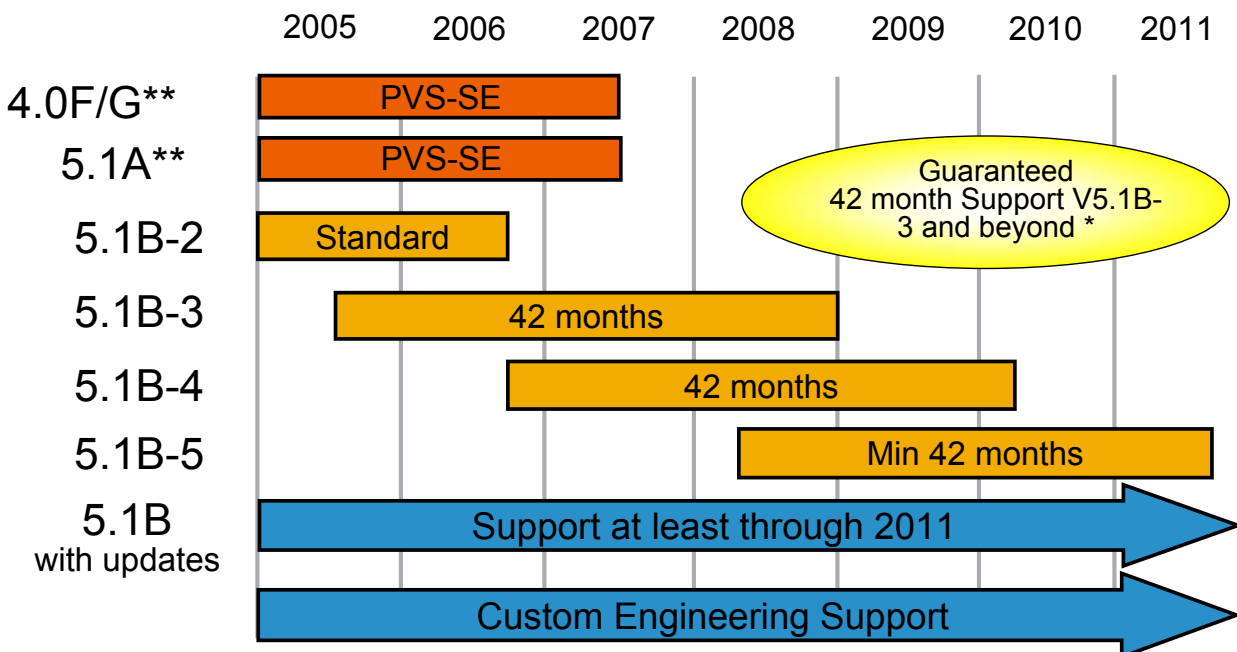 2005 2006 2007 2008 2009 2010 2011
4.0F/G** PVS-SE
5.1A** PVS-SE
Guaranteed
42 month Support V5.1B-
3 and beyond *
5.1B-2 Standard
5.1B-3 42 months
5.1B-4 42 months
5.1B-5 Min 42 months
5.1B
with updates
Support at least through 2011
Custom Engineering Support